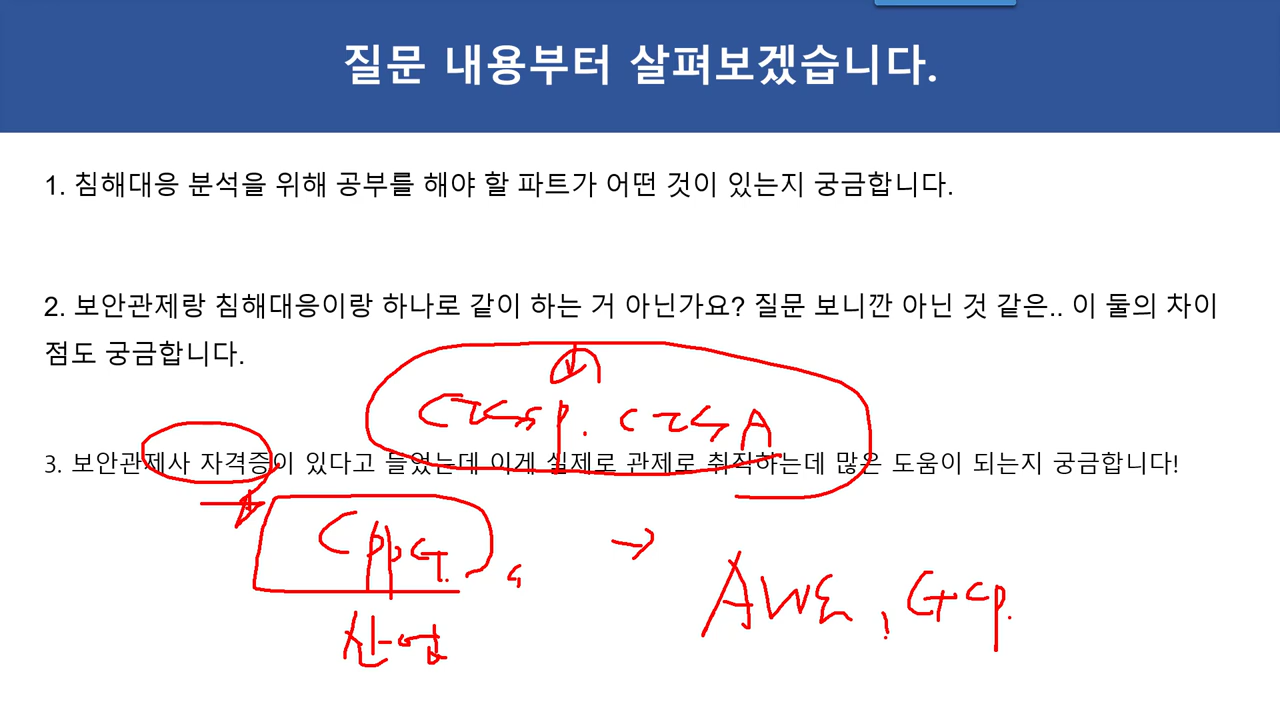 질문 내용부터 살펴보겠습니다.
1. 침해대응 분석을 위해 공부를 해야 할 파트가 어떤 것이 있는지 궁금합니다.
2. 보안관제랑 침해대응이랑 하나로 같이 하는 거 아닌가요? 질문 보니깐 아닌 것 같은.. 이 둘의 차이
점도 궁금합니다.
3. 보안관제사 자격증이 있다고 들었는데 이게 실제로 관제로 취직하는데 많은 도움이 되는지 궁금합니다!
CPPG.
산업
, GCP.